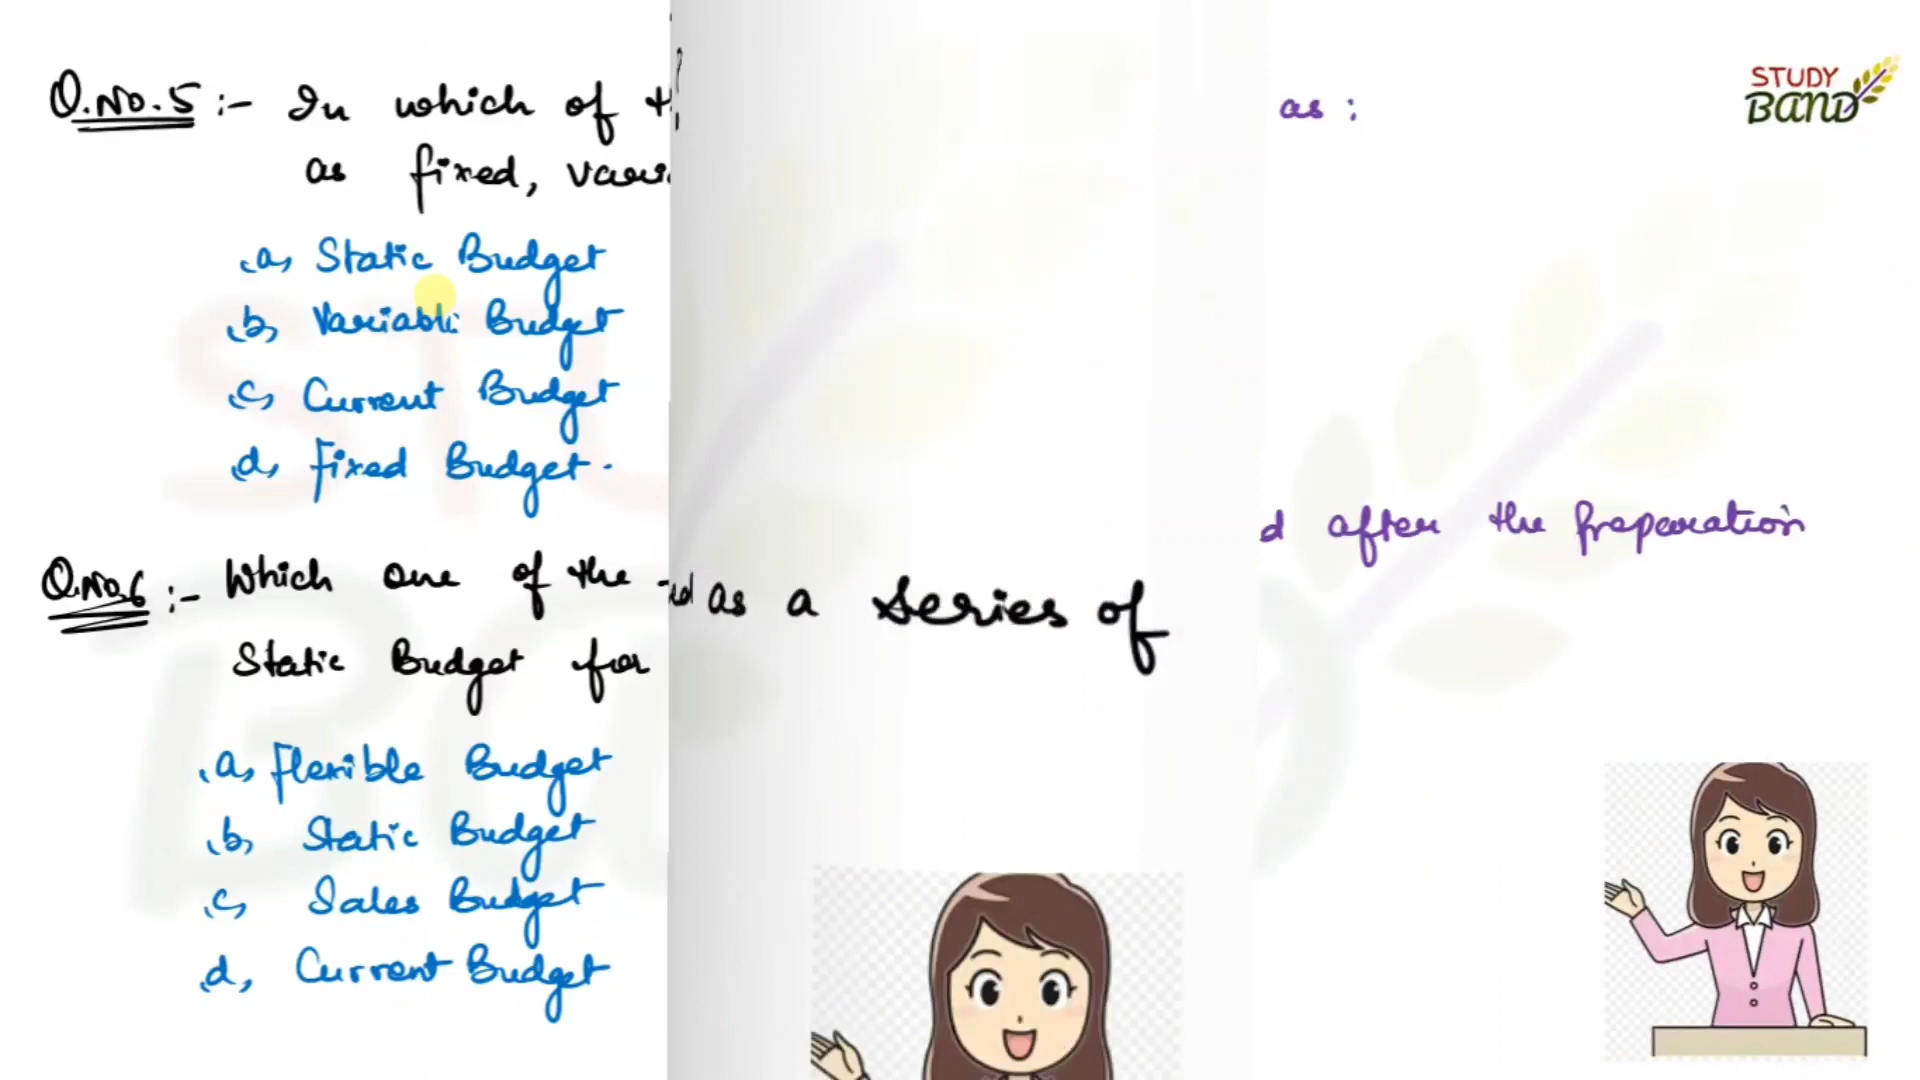 Q.No.5 :- In which of
as fixed,
(a) Static Budget
(b) Variable Budget
(c) Current Budget
(d) Fixed Budget.
Q.No.6 :- Which one of the
Static Budget for
(a) Flexible Budget
(b) Static Budget
(c) Sales Budget
(d) Current Budget
as a series of
as :
after the Preparation
STUDY
BAND